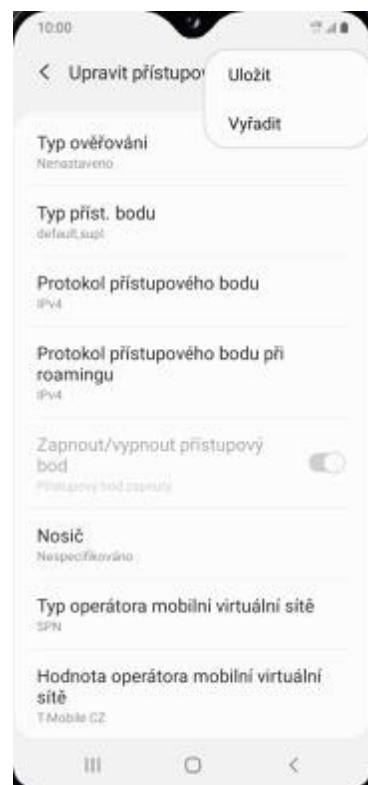 10:00
Upravit přístupo
Uložit
Vyřadit
Typ ověřování
Nenastaveno
Typ příst. bodu
default,supl
Protokol přístupového bodu
IPv4
Protokol přístupového bodu při
roamingu
IPv4
Zapnout/vypnout přístupový
bod
Přístupový bod zapnutý
Nosič
Nespecifikováno
Typ operátora mobilní virtuální sítě
SPN
Hodnota operátora mobilní virtuální
sítě
T-Mobile CZ